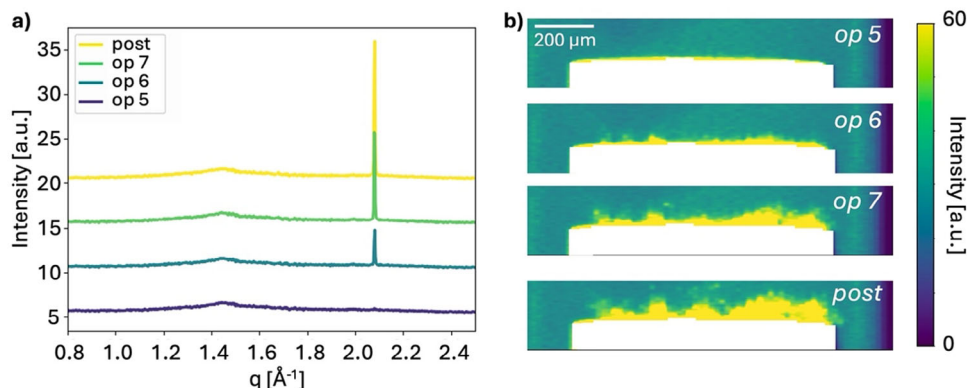 a)
Intensity [a.u.]
35
30
25
20
15
10
5
post
op 7
op 6
op 5
0.8 1.0 1.2 1.4 1.6 1.8 2.0 2.2 2.4
q [Å⁻¹]
b)
200 µm
op 5
op 6
op 7
post
60
Intensity [a.u.]
0